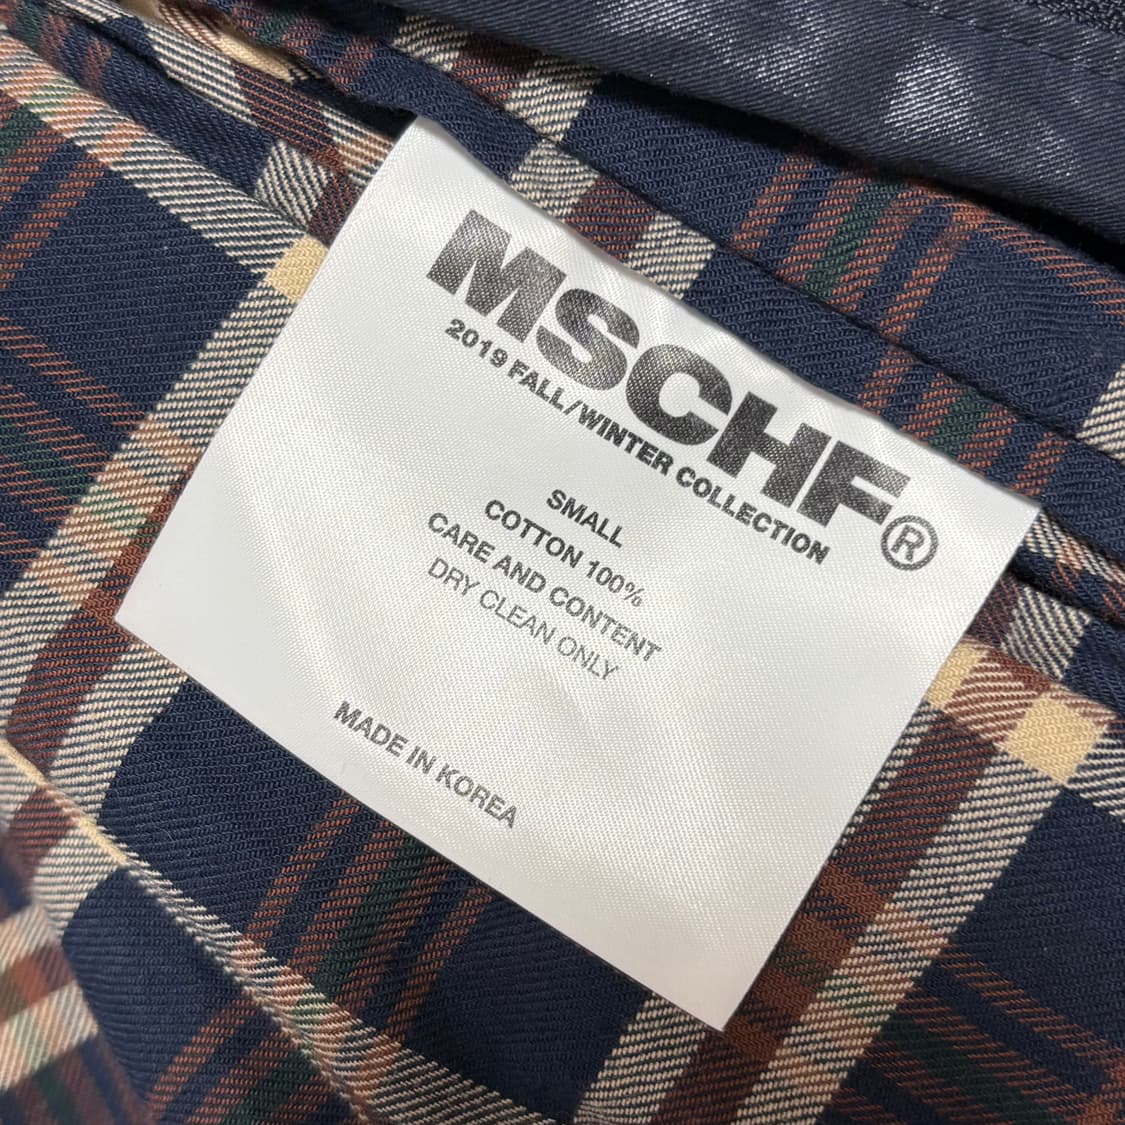 MSCHF®
2019 FALL/WINTER COLLECTION
SMALL
COTTON 100%
CARE AND CONTENT
DRY CLEAN ONLY
MADE IN KOREA